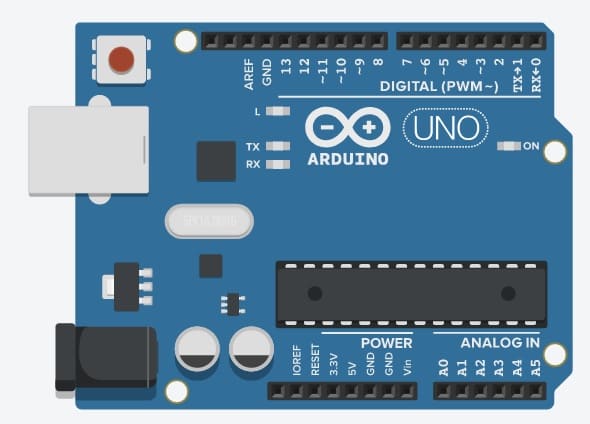 AREF
GND
13
12
~11
~10
~9
8
7
~6
~5
4
~3
2
TX→1
RX←0
DIGITAL (PWM~)
L
TX
RX
ARDUINO
UNO
ON
POWER
ANALOG IN
IOREF
RESET
3.3V
5V
GND
GND
Vin
A0
A1
A2
A3
A4
A5